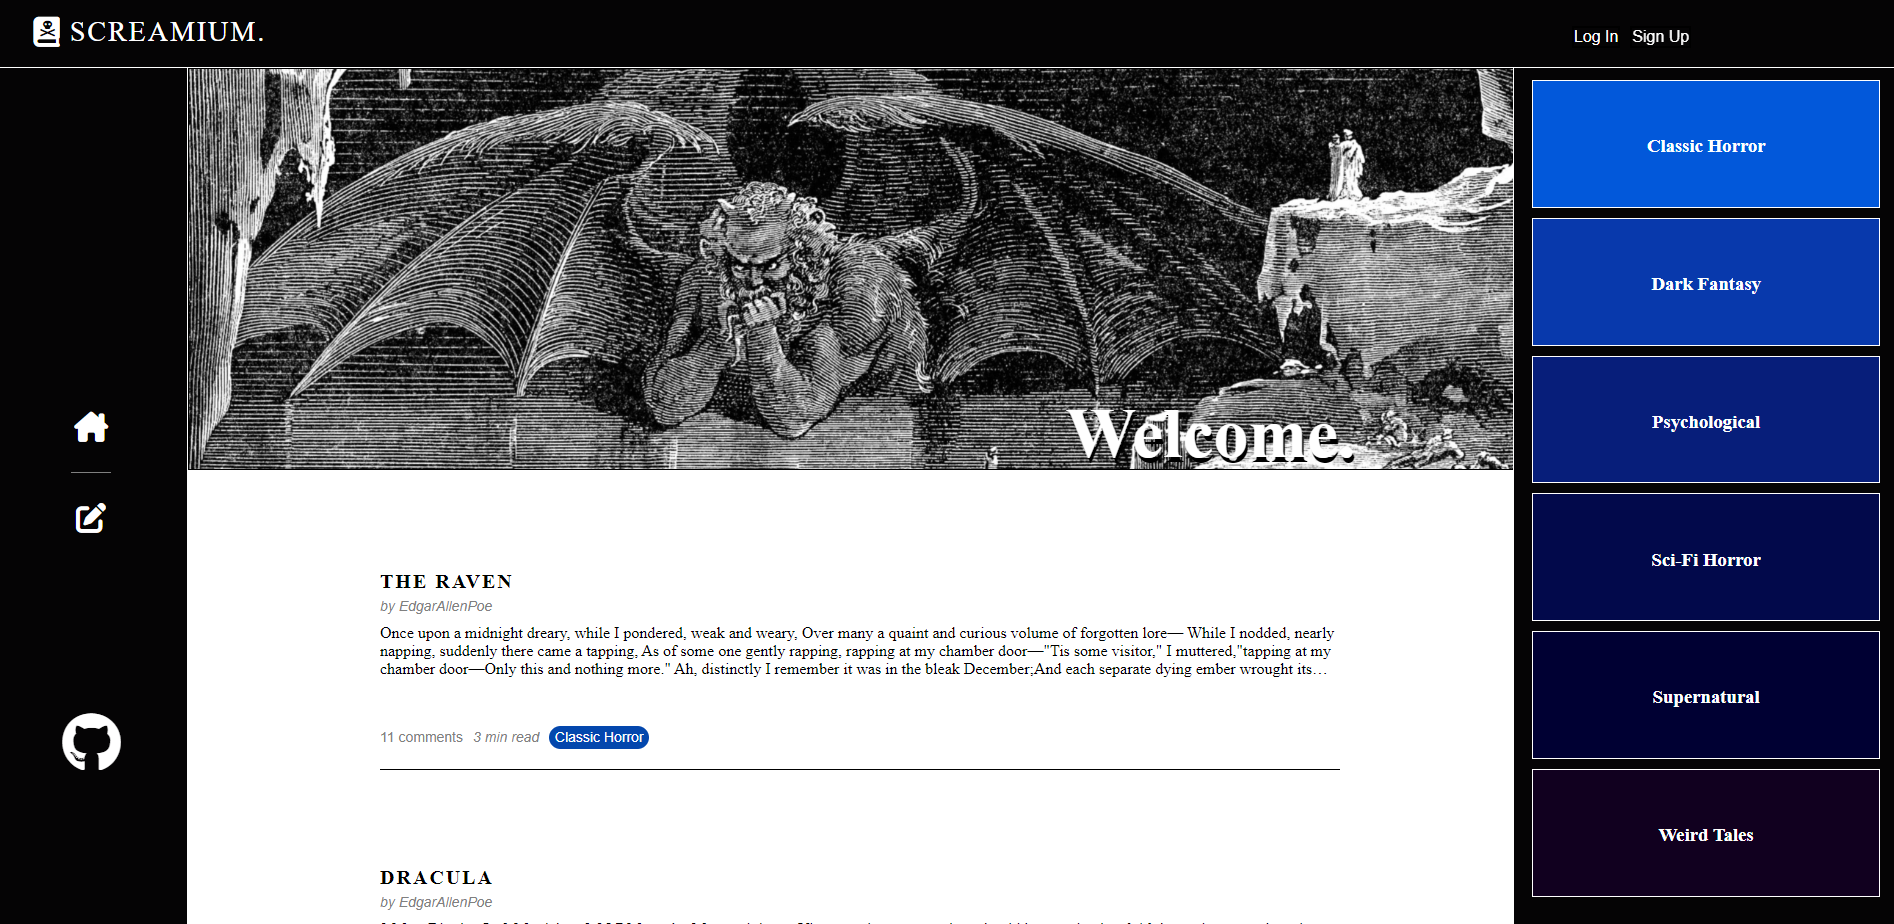 SCREAMIUM.
Log In Sign Up
Welcome.
THE RAVEN
by EdgarAllenPoe
Once upon a midnight dreary, while I pondered, weak and weary, Over many a quaint and curious volume of forgotten lore— While I nodded, nearly
napping, suddenly there came a tapping, As of some one gently rapping, rapping at my chamber door—"Tis some visitor," I muttered,"tapping at my
chamber door—Only this and nothing more." Ah, distinctly I remember it was in the bleak December;And each separate dying ember wrought its…
11 comments 3 min read Classic Horror
DRACULA
by EdgarAllenPoe
Classic Horror
Dark Fantasy
Psychological
Sci-Fi Horror
Supernatural
Weird Tales